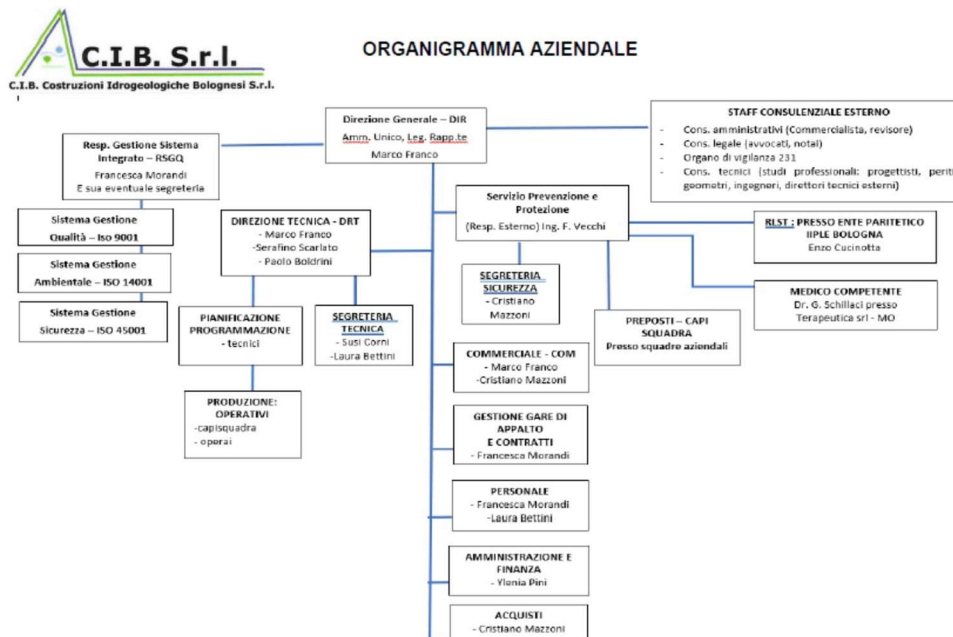 C.I.B. S.r.l.
C.I.B. Costruzioni Idrogeologiche Bolognesi S.r.l.
ORGANIGRAMMA AZIENDALE
Direzione Generale – DIR
Amm. Unico, Leg. Rapp.te
Marco Franco
STAFF CONSULENZIALE ESTERNO
- Cons. amministrativi (Commercialista, revisore)
- Cons. legale (avvocati, notai)
- Organo di vigilanza 231
- Cons. tecnici (studi professionali: progettisti, periti
geometri, ingegneri, direttori tecnici esterni)
Resp. Gestione Sistema
Integrato – RSGQ
Francesca Morandi
E sua eventuale segreteria
Sistema Gestione
Qualità – Iso 9001
Sistema Gestione
Ambientale – ISO 14001
Sistema Gestione
Sicurezza – ISO 45001
DIREZIONE TECNICA - DRT
- Marco Franco
-Serafino Scarlato
- Paolo Boldrini
Servizio Prevenzione e
Protezione
(Resp. Esterno) Ing. F. Vecchi
RLST : PRESSO ENTE PARITETICO
IIPLE BOLOGNA
Enzo Cucinotta
SEGRETERIA
SICUREZZA
- Cristiano
Mazzoni
MEDICO COMPETENTE
Dr. G. Schillaci presso
Terapeutica srl - MO
PIANIFICAZIONE
PROGRAMMAZIONE
- tecnici
SEGRETERIA
TECNICA
- Susi Corni
-Laura Bettini
PREPOSTI – CAPI
SQUADRA
Presso squadre aziendali
COMMERCIALE - COM
- Marco Franco
-Cristiano Mazzoni
PRODUZIONE:
OPERATIVI
-capisquadra
- operai
GESTIONE GARE DI
APPALTO
E CONTRATTI
- Francesca Morandi
PERSONALE
- Francesca Morandi
-Laura Bettini
AMMINISTRAZIONE E
FINANZA
- Ylenia Pini
ACQUISTI
- Cristiano Mazzoni